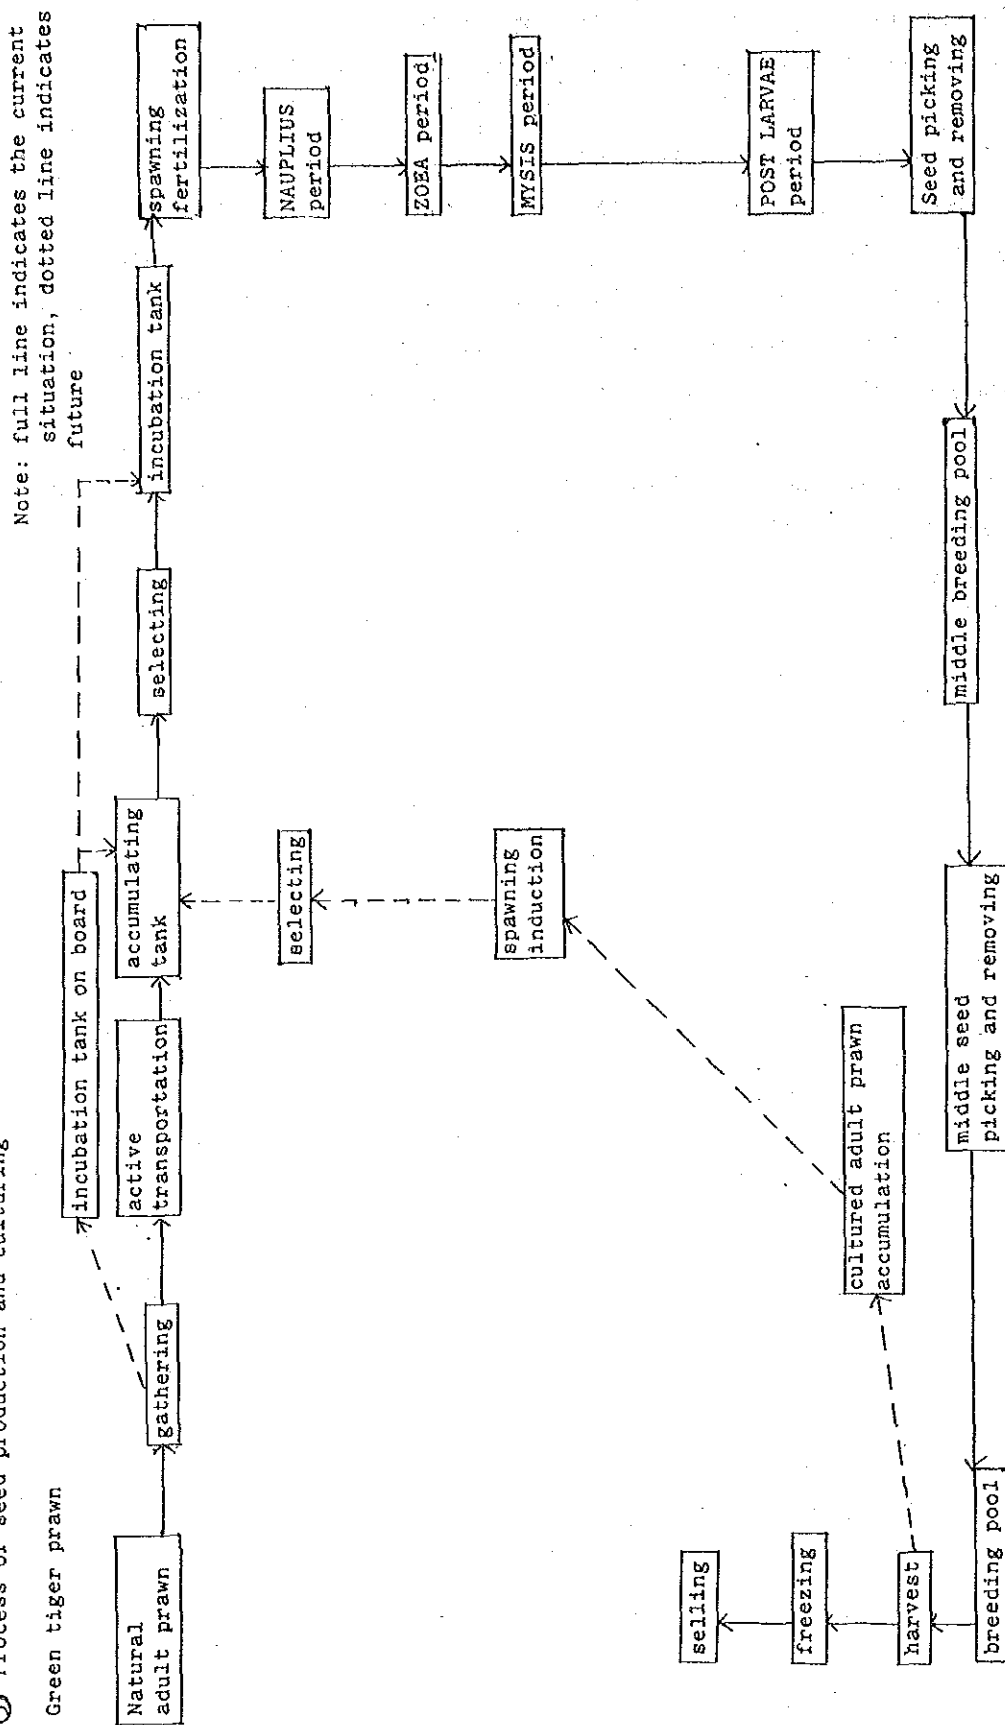 Process of seed production and culturing
Green tiger prawn
Note: full line indicates the current
situation, dotted line indicates
future
incubation tank on board
Natural
adult prawn
gathering
active
transportation
accumulating
tank
selecting
incubation tank
spawning
fertilization
NAUPLIUS
period
ZOEA period
MYSIS period
POST LARVAE
period
Seed picking
and removing
middle breeding pool
middle seed
picking and removing
breeding pool
harvest
freezing
selling
cultured adult prawn
accumulation
spawning
induction
selecting